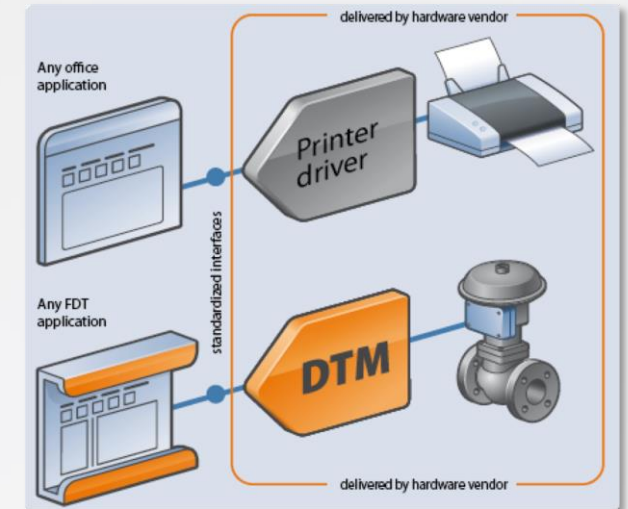 delivered by hardware vendor
Any office
application
Printer
driver
standardized interfaces
Any FDT
application
DTM
delivered by hardware vendor